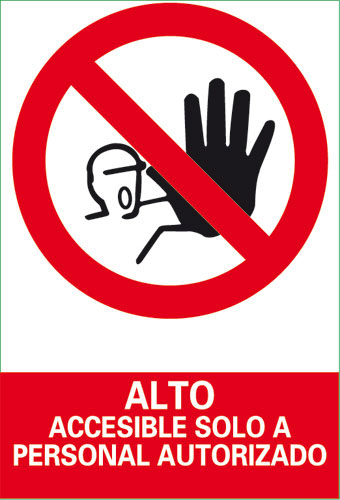 ALTO
ACCESIBLE SOLO A
PERSONAL AUTORIZADO